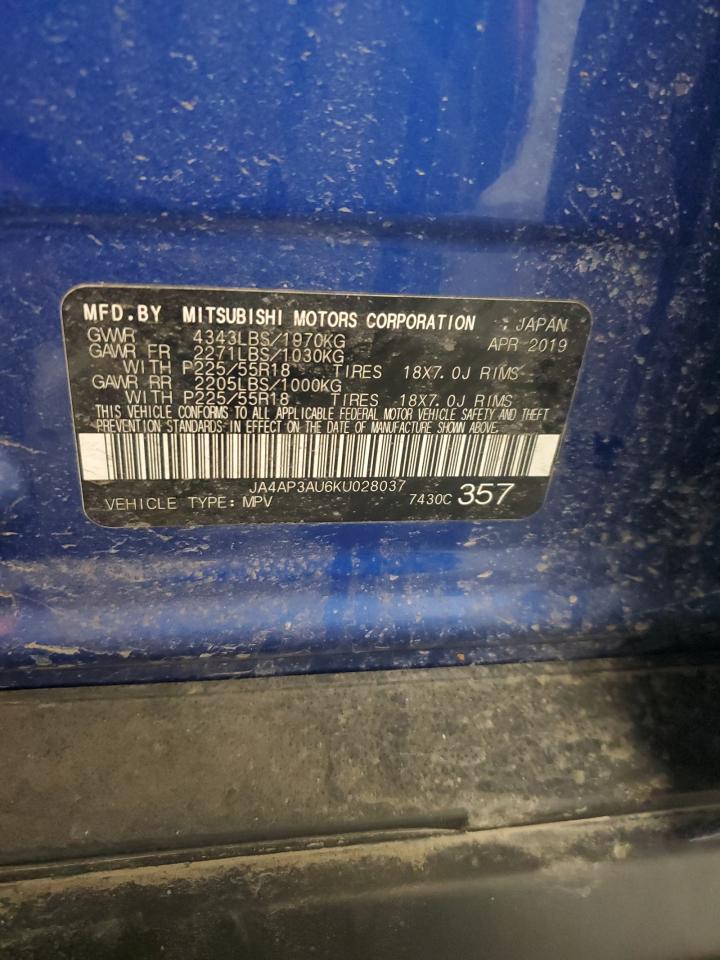 MFD.BY MITSUBISHI MOTORS CORPORATION , JAPAN
GVWR 4343LBS/1970KG APR 2019
GAWR FR 2271LBS/1030KG
WITH P225/55R18 TIRES 18X7.0J RIMS
GAWR RR 2205LBS/1000KG
WITH P225/55R18 TIRES 18X7.0J RIMS
THIS VEHICLE CONFORMS TO ALL APPLICABLE FEDERAL MOTOR VEHICLE SAFETY AND THEFT
PREVENTION STANDARDS IN EFFECT ON THE DATE OF MANUFACTURE SHOWN ABOVE.
JA4AP3AU6KU028037
VEHICLE TYPE: MPV 7430C 357